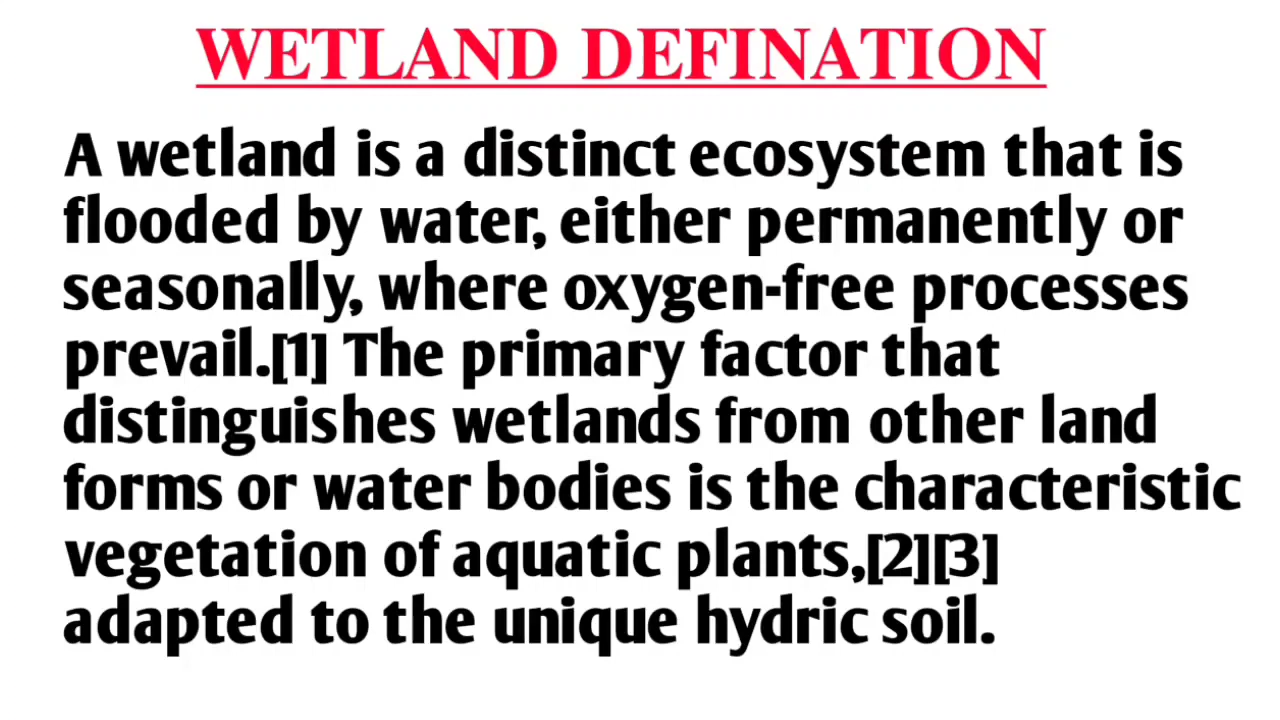 WETLAND DEFINATION
A wetland is a distinct ecosystem that is
flooded by water, either permanently or
seasonally, where oxygen-free processes
prevail.[1] The primary factor that
distinguishes wetlands from other land
forms or water bodies is the characteristic
vegetation of aquatic plants,[2][3]
adapted to the unique hydric soil.